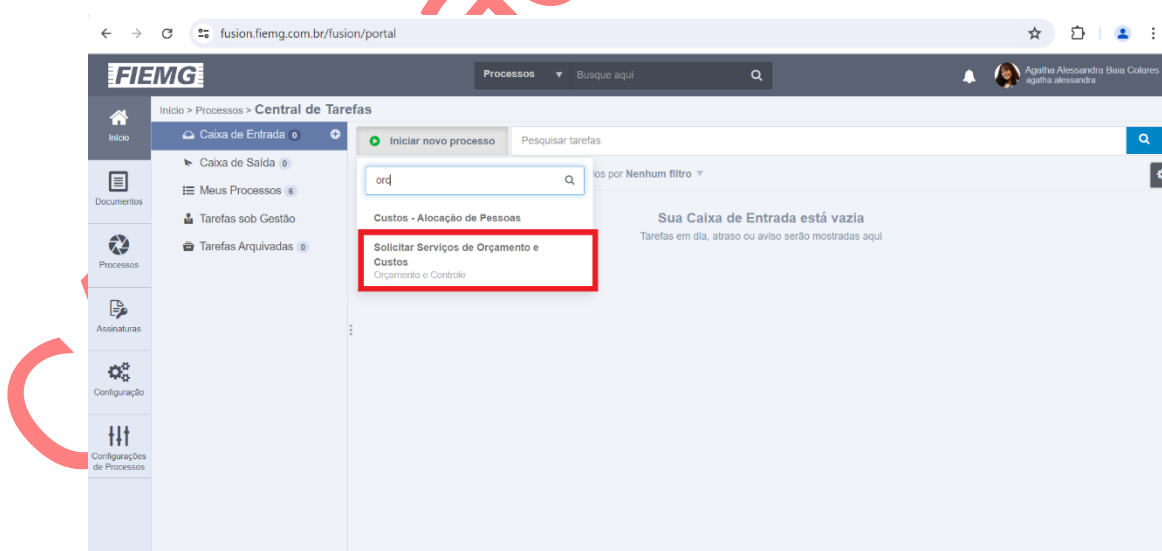 fusion.fiemg.com.br/fusion/portal
FIEMG
Processos
Busque aqui
Agatha Alessandra Baia Colares
agatha alessandra
Início
Início > Processos > Central de Tarefas
Caixa de Entrada 0
Caixa de Saída 0
Meus Processos 6
Tarefas sob Gestão
Tarefas Arquivadas 0
Documentos
Processos
Assinaturas
Configuração
Configurações
de Processos
Iniciar novo processo
Pesquisar tarefas
orç
os por Nenhum filtro
Custos - Alocação de Pessoas
Solicitar Serviços de Orçamento e
Custos
Orçamento e Controle
Sua Caixa de Entrada está vazia
Tarefas em dia, atraso ou aviso serão mostradas aqui